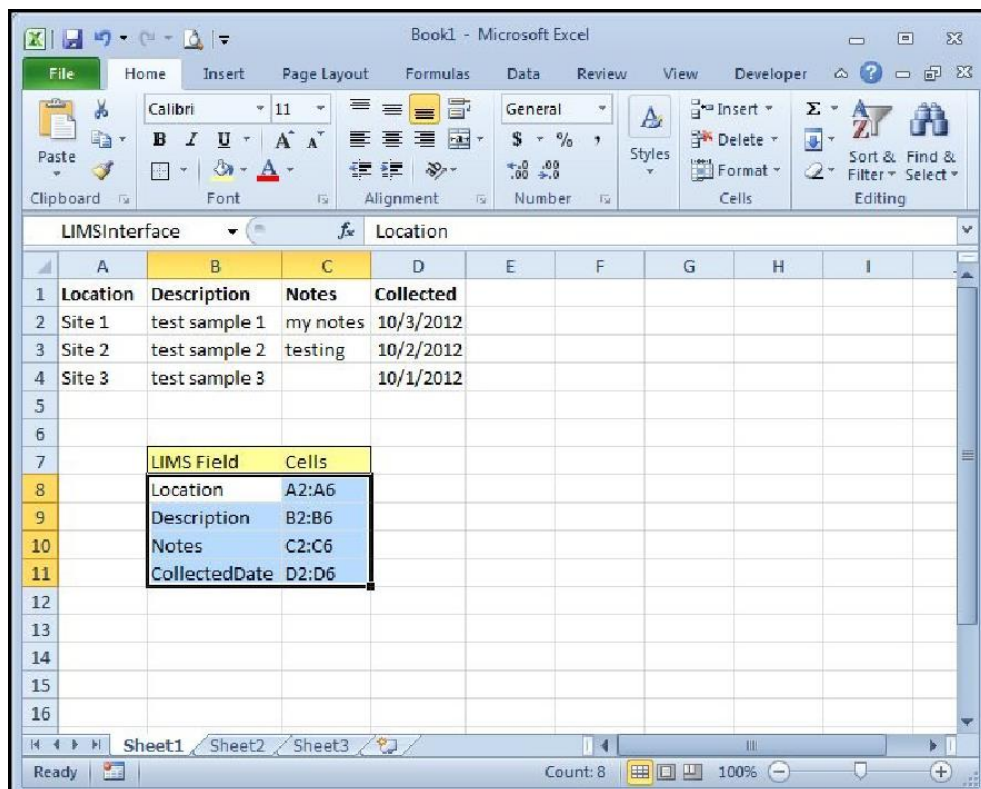 Book1 - Microsoft Excel
File Home Insert Page Layout Formulas Data Review View Developer
Calibri 11 General Insert Σ
B I U A A $ % , Delete
Paste Styles Format Sort & Find &
Filter Select
Clipboard Font Alignment Number Cells Editing
LIMSInterface fx Location
A B C D E F G H I
1 Location Description Notes Collected
2 Site 1 test sample 1 my notes 10/3/2012
3 Site 2 test sample 2 testing 10/2/2012
4 Site 3 test sample 3 10/1/2012
5
6
7 LIMS Field Cells
8 Location A2:A6
9 Description B2:B6
10 Notes C2:C6
11 CollectedDate D2:D6
12
13
14
15
16
Sheet1 Sheet2 Sheet3
Ready Count: 8 100%